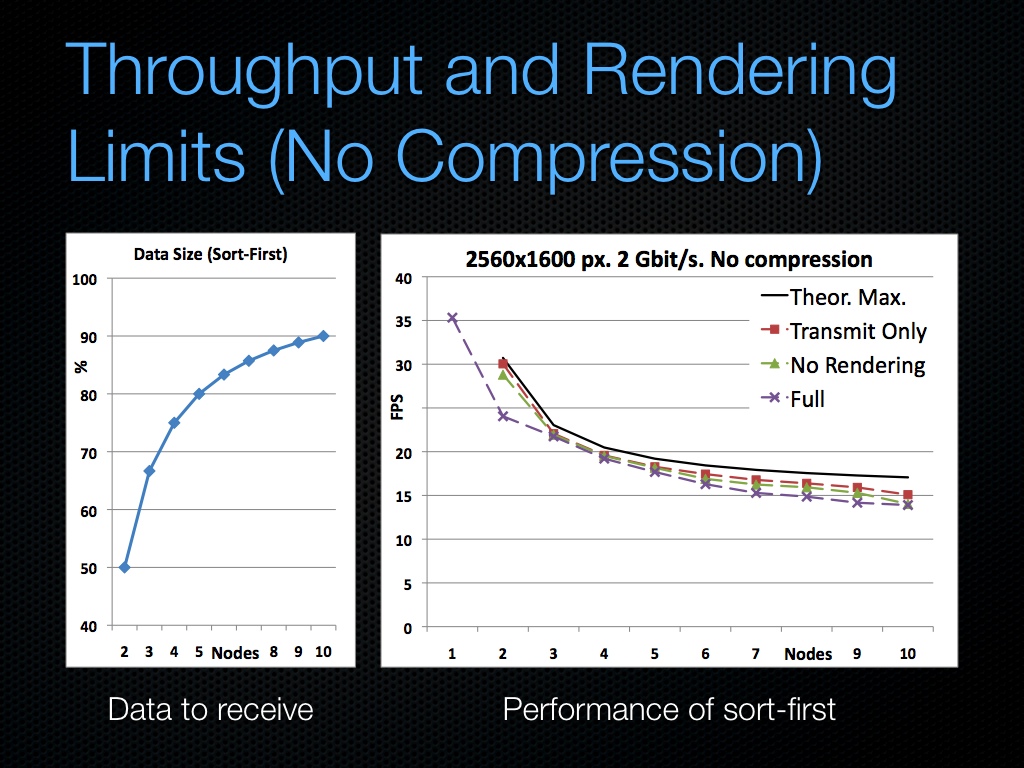 Throughput and Rendering
Limits (No Compression)
Data Size (Sort-First)
100
90
80
70
60
50
40
%
2 3 4 5 Nodes 8 9 10
Data to receive
2560x1600 px. 2 Gbit/s. No compression
40
35
30
20
15
10
5
0
FPS
Theor. Max.
Transmit Only
No Rendering
Full
1 2 3 4 5 6 7 Nodes 9 10
Performance of sort-first